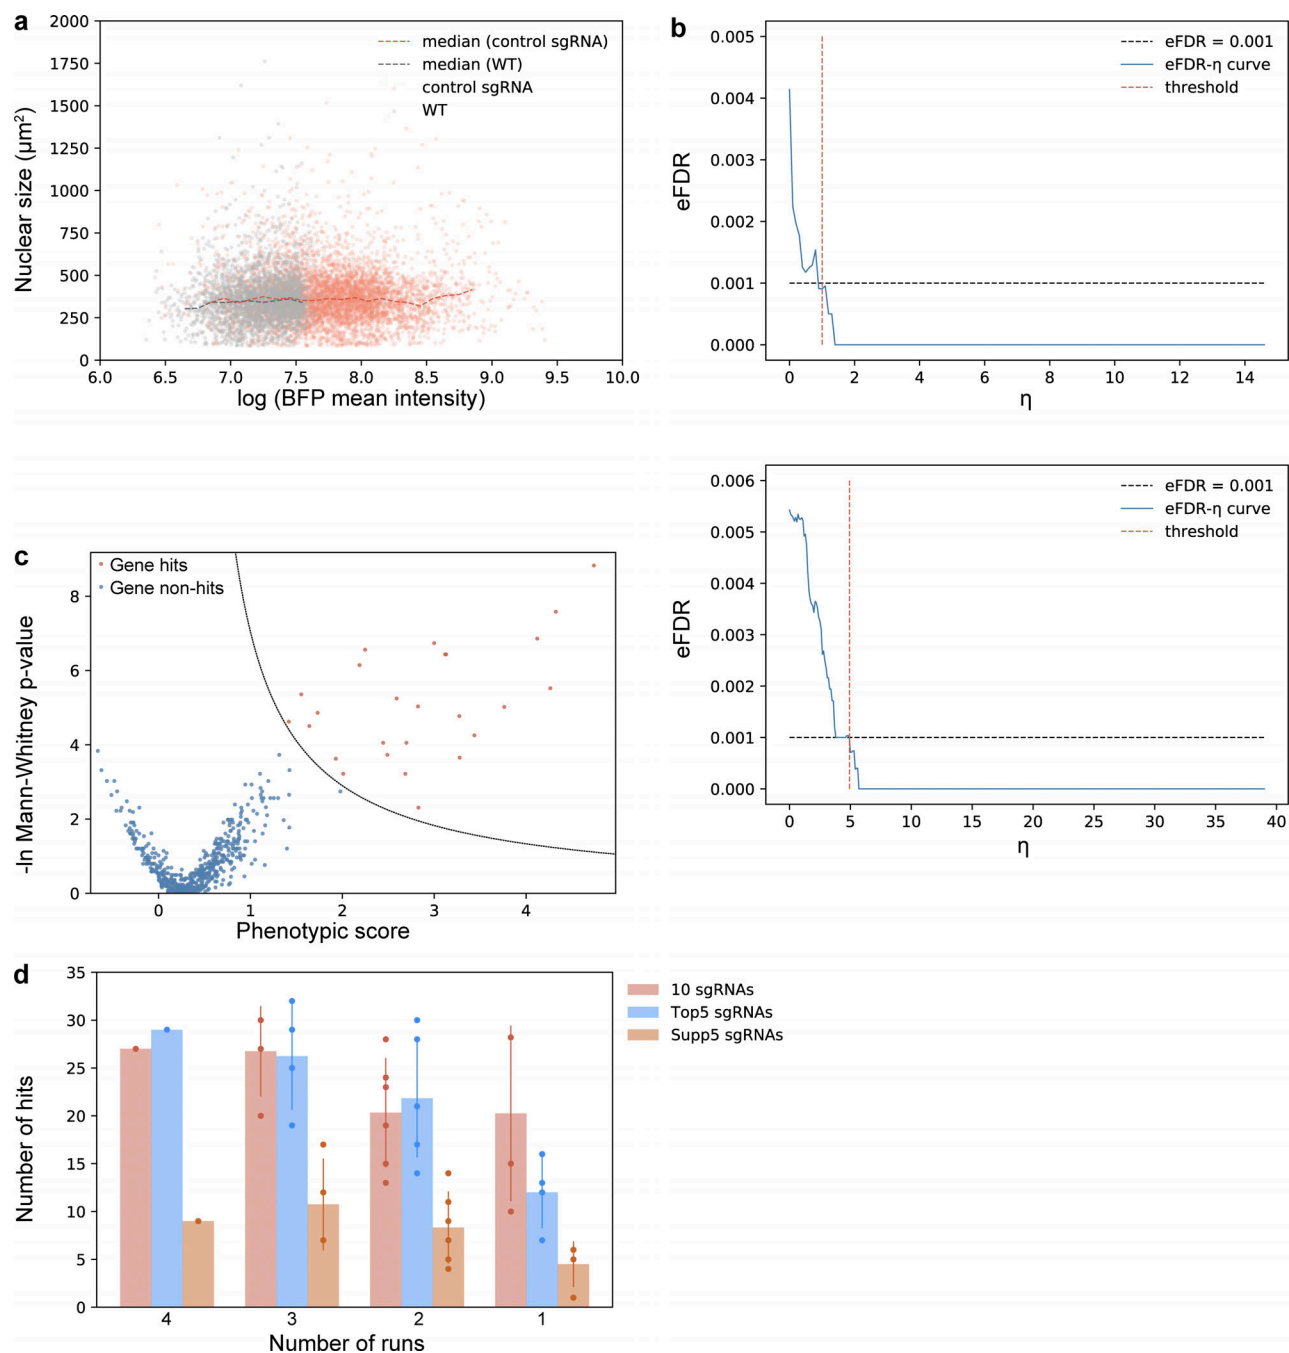 a
2000
1750
1500
1250
1000
750
500
250
0
Nuclear size (µm²)
median (control sgRNA)
median (WT)
control sgRNA
WT
6.0 6.5 7.0 7.5 8.0 8.5 9.0 9.5 10.0
log (BFP mean intensity)
b
0.005
0.004
0.003
0.002
0.001
0.000
eFDR
eFDR = 0.001
eFDR-η curve
threshold
0 2 4 6 8 10 12 14
η
0.006
0.005
0.004
0.003
0.002
0.001
0.000
eFDR
eFDR = 0.001
eFDR-η curve
threshold
0 5 10 15 20 25 30 35 40
η
c
Gene hits
Gene non-hits
8
6
4
2
0
-ln Mann-Whitney p-value
0 1 2 3 4
Phenotypic score
d
35
30
25
20
15
10
5
0
Number of hits
10 sgRNAs
Top5 sgRNAs
Supp5 sgRNAs
4 3 2 1
Number of runs